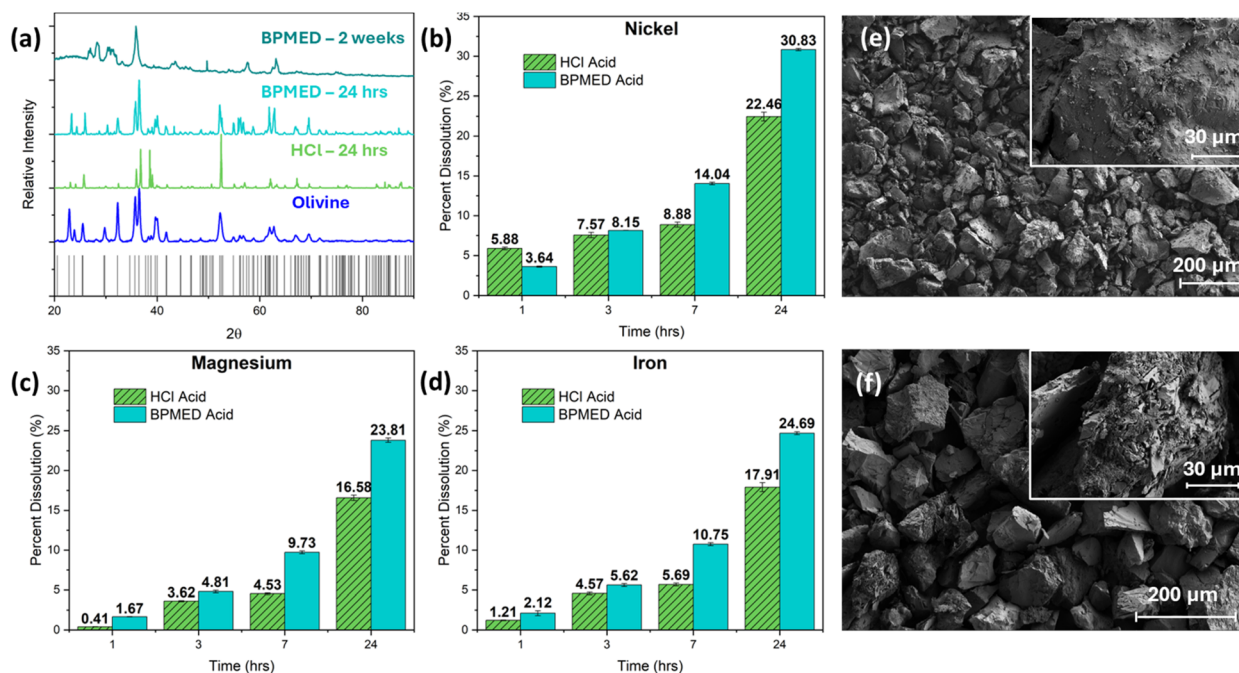 (a)
BPMED – 2 weeks
BPMED – 24 hrs
HCl – 24 hrs
Olivine
Relative Intensity
20 40 60 80
2θ
(b)
Nickel
HCl Acid
BPMED Acid
Percent Dissolution (%)
35
30
25
20
15
10
5
0
5.88
3.64
7.57
8.15
8.88
14.04
22.46
30.83
1 3 7 24
Time (hrs)
(e)
30 µm
200 µm
(c)
Magnesium
HCl Acid
BPMED Acid
Percent Dissolution (%)
35
30
25
20
15
10
5
0
0.41
1.67
3.62
4.81
4.53
9.73
16.58
23.81
1 3 7 24
Time (hrs)
(d)
Iron
HCl Acid
BPMED Acid
Percent Dissolution (%)
35
30
25
20
15
10
5
0
1.21
2.12
4.57
5.62
5.69
10.75
17.91
24.69
1 3 7 24
Time (hrs)
(f)
30 µm
200 µm